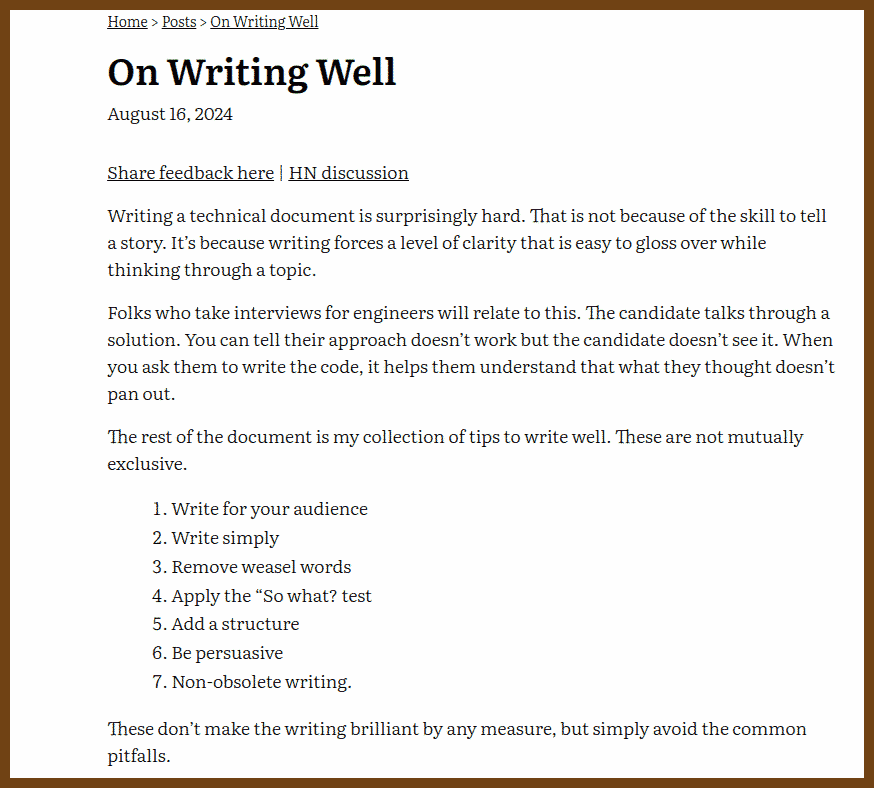 Home > Posts > On Writing Well
On Writing Well
August 16, 2024
Share feedback here | HN discussion
Writing a technical document is surprisingly hard. That is not because of the skill to tell
a story. It’s because writing forces a level of clarity that is easy to gloss over while
thinking through a topic.
Folks who take interviews for engineers will relate to this. The candidate talks through a
solution. You can tell their approach doesn’t work but the candidate doesn’t see it. When
you ask them to write the code, it helps them understand that what they thought doesn’t
pan out.
The rest of the document is my collection of tips to write well. These are not mutually
exclusive.
1. Write for your audience
2. Write simply
3. Remove weasel words
4. Apply the “So what? test
5. Add a structure
6. Be persuasive
7. Non-obsolete writing.
These don’t make the writing brilliant by any measure, but simply avoid the common
pitfalls.